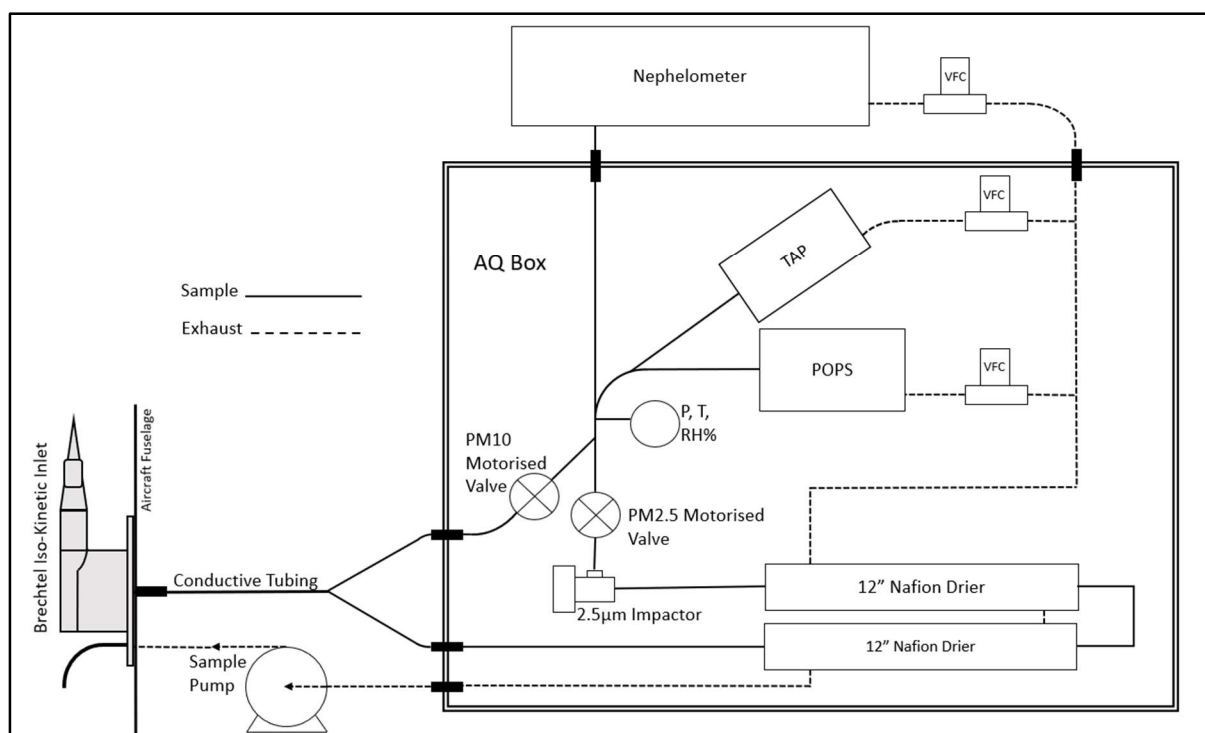 Nephelometer
VFC
VFC
AQ Box
TAP
Sample
Exhaust
POPS
VFC
P, T,
RH%
PM10
Motorised
Valve
PM2.5 Motorised
Valve
Brechtel Iso-Kinetic Inlet
Aircraft Fuselage
Conductive Tubing
2.5µm Impactor
12” Nafion Drier
12” Nafion Drier
Sample
Pump